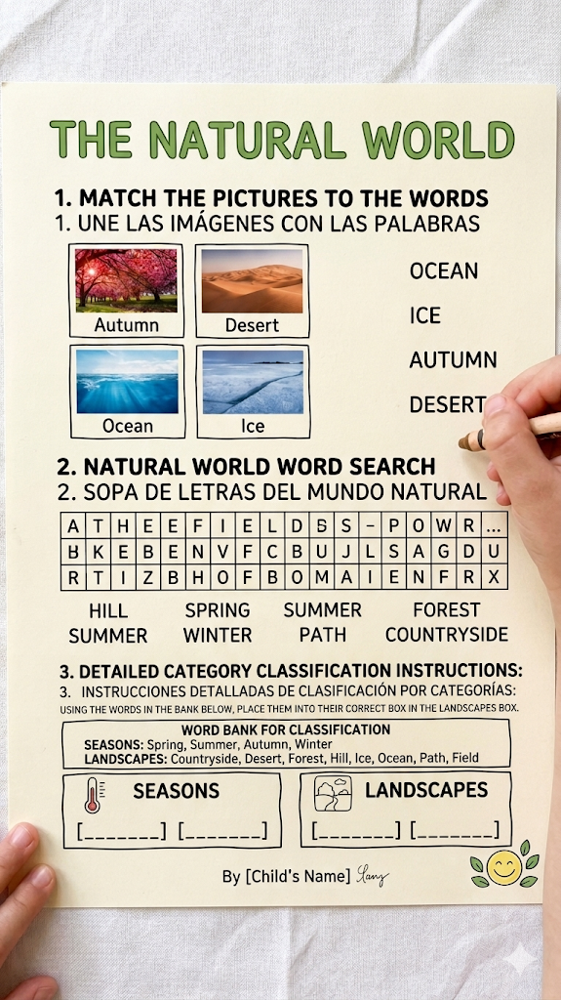 THE NATURAL WORLD
1. MATCH THE PICTURES TO THE WORDS
1. UNE LAS IMÁGENES CON LAS PALABRAS
Autumn
Desert
Ocean
Ice
OCEAN
ICE
AUTUMN
DESERT
2. NATURAL WORLD WORD SEARCH
2. SOPA DE LETRAS DEL MUNDO NATURAL
A T H E E F I E L D B S - P O W R ...
B K E B E N V F C B U J L S A G D U
R T I Z B H O F B O M A I E N F R X
HILL SPRING SUMMER FOREST
SUMMER WINTER PATH COUNTRYSIDE
3. DETAILED CATEGORY CLASSIFICATION INSTRUCTIONS:
3. INSTRUCCIONES DETALLADAS DE CLASIFICACIÓN POR CATEGORÍAS:
USING THE WORDS IN THE BANK BELOW, PLACE THEM INTO THEIR CORRECT BOX IN THE LANDSCAPES BOX.
WORD BANK FOR CLASSIFICATION
SEASONS: Spring, Summer, Autumn, Winter
LANDSCAPES: Countryside, Desert, Forest, Hill, Ice, Ocean, Path, Field
SEASONS
[_______] [_______]
LANDSCAPES
[_______] [_______]
By [Child's Name]